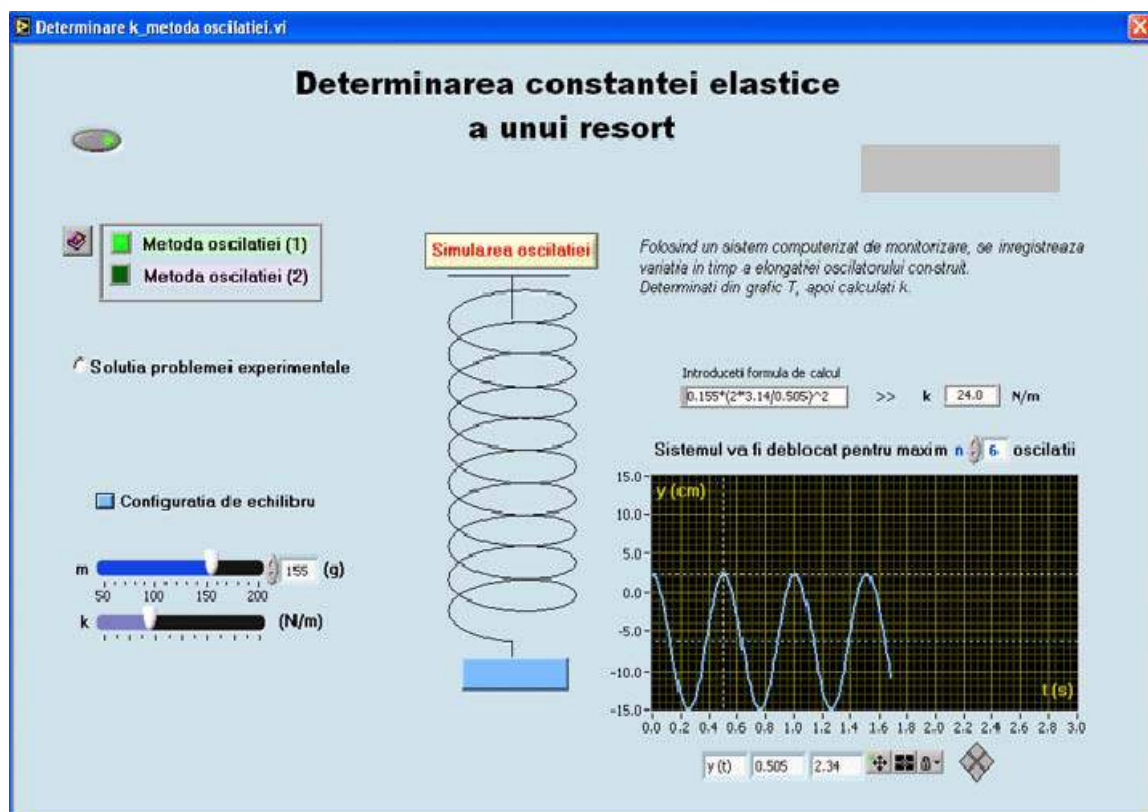 Determinare k_metoda oscilatiei.vi
Determinarea constantei elastice
a unui resort
Metoda oscilatiei (1)
Metoda oscilatiei (2)
Simularea oscilatiei
Folosind un sistem computerizat de monitorizare, se inregistreaza
variatia in timp a elongatiei oscilatorului construit.
Determinati din grafic T, apoi calculati k.
Solutia problemei experimentale
Introduceti formula de calcul
0.155*(2*3.14/0.505)^2 >> k 24.0 N/m
Sistemul va fi deblocat pentru maxim n 6 oscilatii
Configuratia de echilibru
m 155 (g)
50 100 150 200
k (N/m)
y (cm)
15.0
10.0
5.0
0.0
-5.0
-10.0
-15.0
t (s)
0.0 0.2 0.4 0.6 0.8 1.0 1.2 1.4 1.6 1.8 2.0 2.2 2.4 2.6 2.8 3.0
y (t) 0.505 2.34